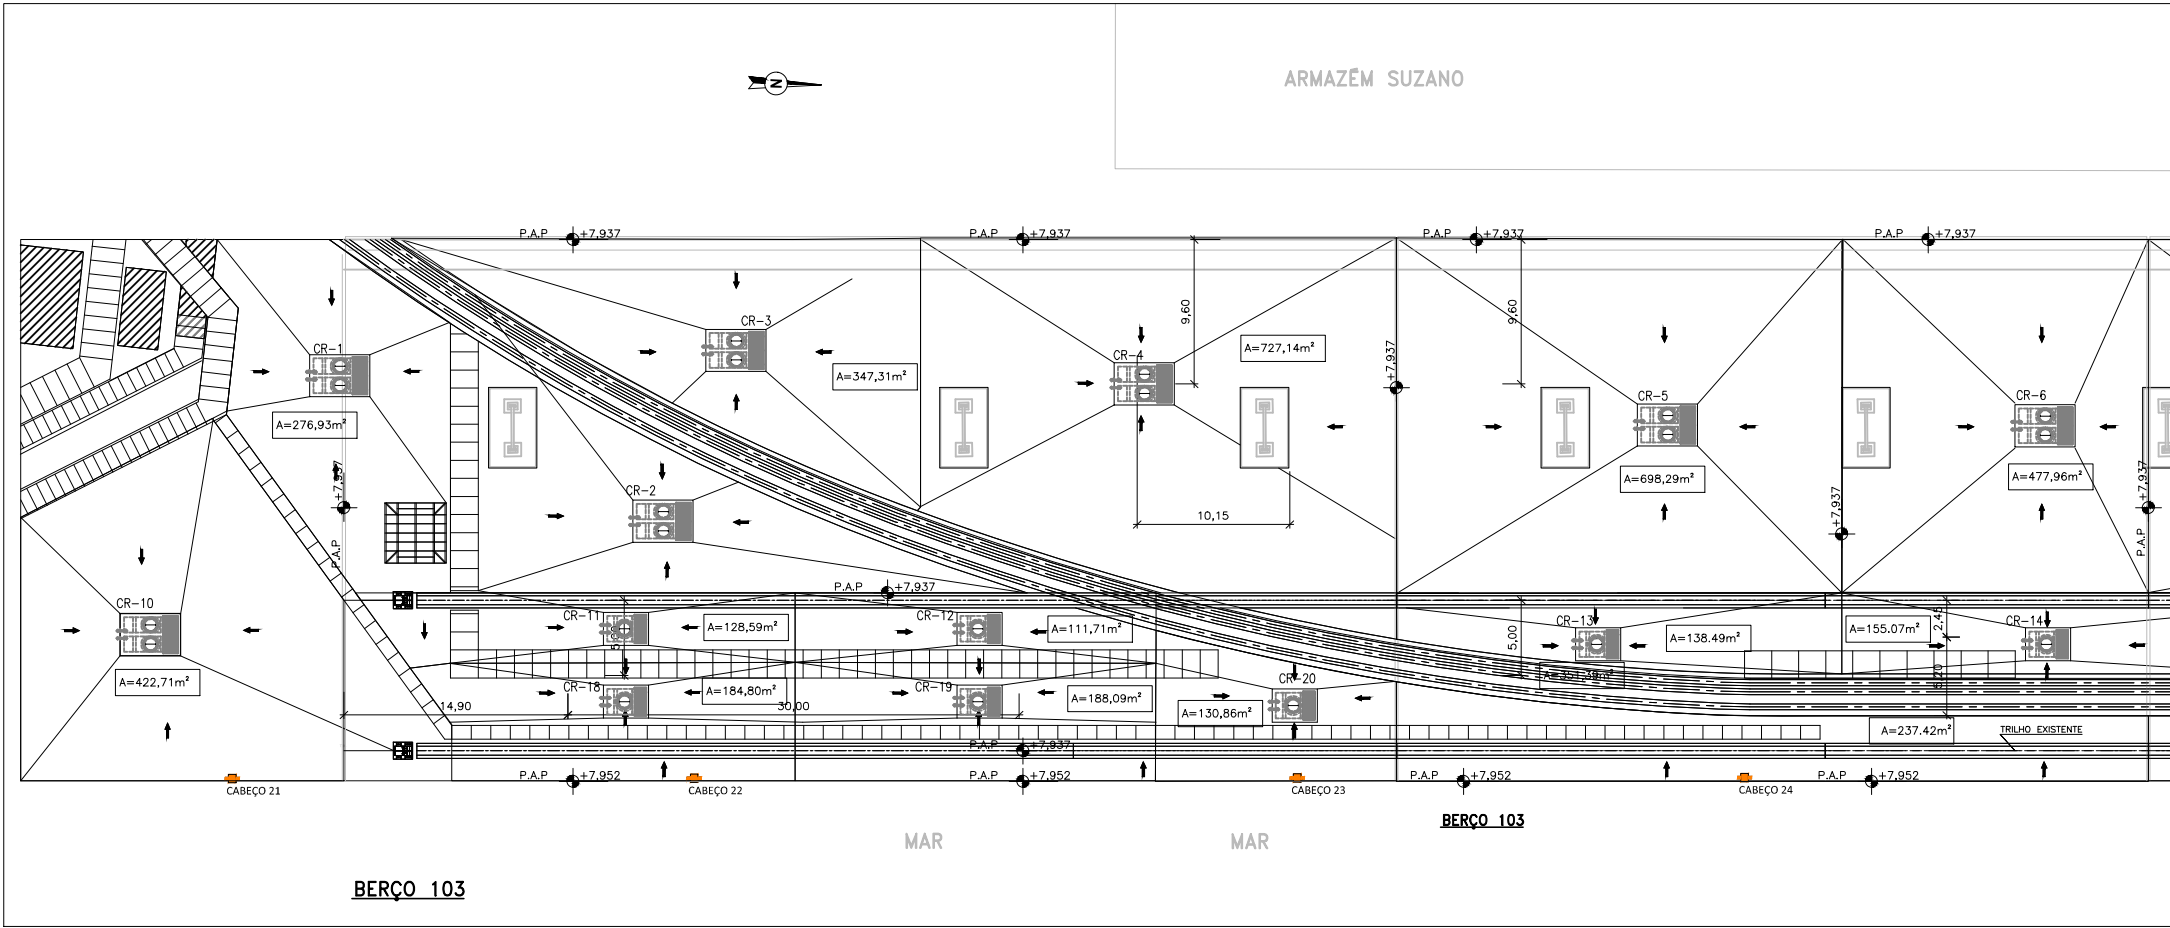 N
ARMAZÉM SUZANO
P.A.P +7,937
P.A.P +7,937
P.A.P +7,937
P.A.P +7,937
9,60
9,60
CR-1
CR-3
CR-4
CR-5
CR-6
A=276,93m²
A=347,31m²
A=727,14m²
A=698,29m²
A=477,96m²
+7,937
P.A.P
+7,937
+7,937
+7,937
P.A.P
CR-2
10,15
P.A.P +7,937
CR-10
CR-11
CR-12
CR-13
CR-14
A=128,59m²
A=111,71m²
A=138.49m²
A=155.07m²
5,00
2,45
5,20
A=422,71m²
CR-18
CR-19
CR-20
A=184,80m²
A=188,09m²
A=130,86m²
A=237.42m²
14,90
30,00
TRILHO EXISTENTE
P.A.P +7,937
P.A.P +7,952
P.A.P +7,952
P.A.P +7,952
P.A.P +7,952
CABEÇO 21
CABEÇO 22
CABEÇO 23
CABEÇO 24
BERÇO 103
MAR
MAR
BERÇO 103